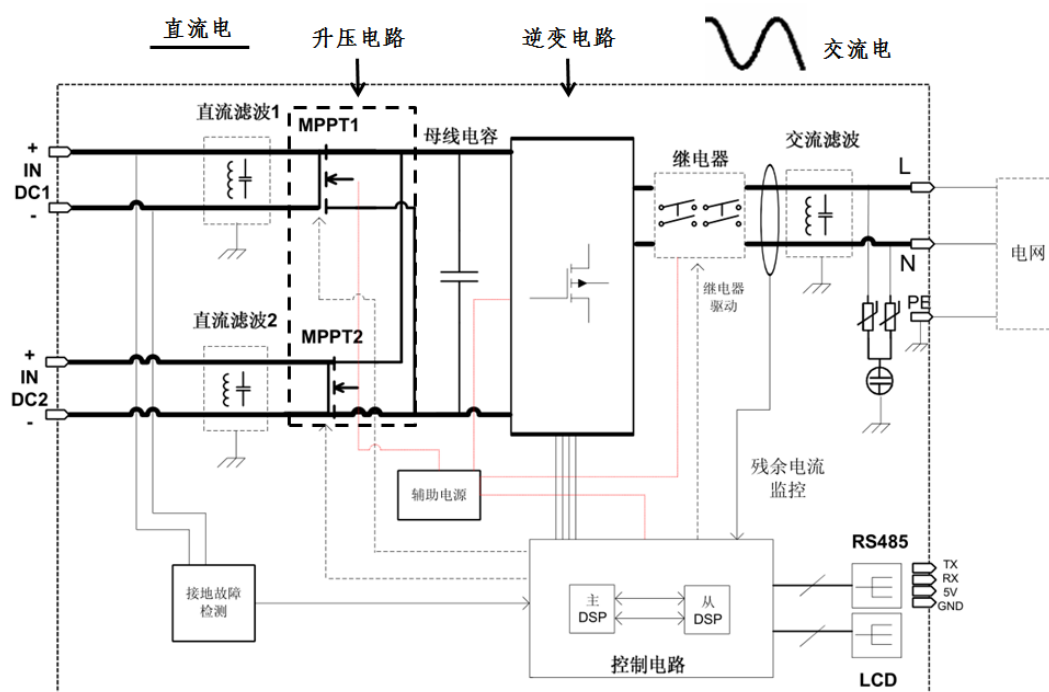 直流电
升压电路
逆变电路
交流电
直流滤波1
MPPT1
母线电容
继电器
交流滤波
+
IN
DC1
-
L
N
PE
电网
继电器
驱动
直流滤波2
MPPT2
+
IN
DC2
-
辅助电源
残余电流
监控
接地故障
检测
主
DSP
从
DSP
控制电路
RS485
TX
RX
5V
GND
LCD